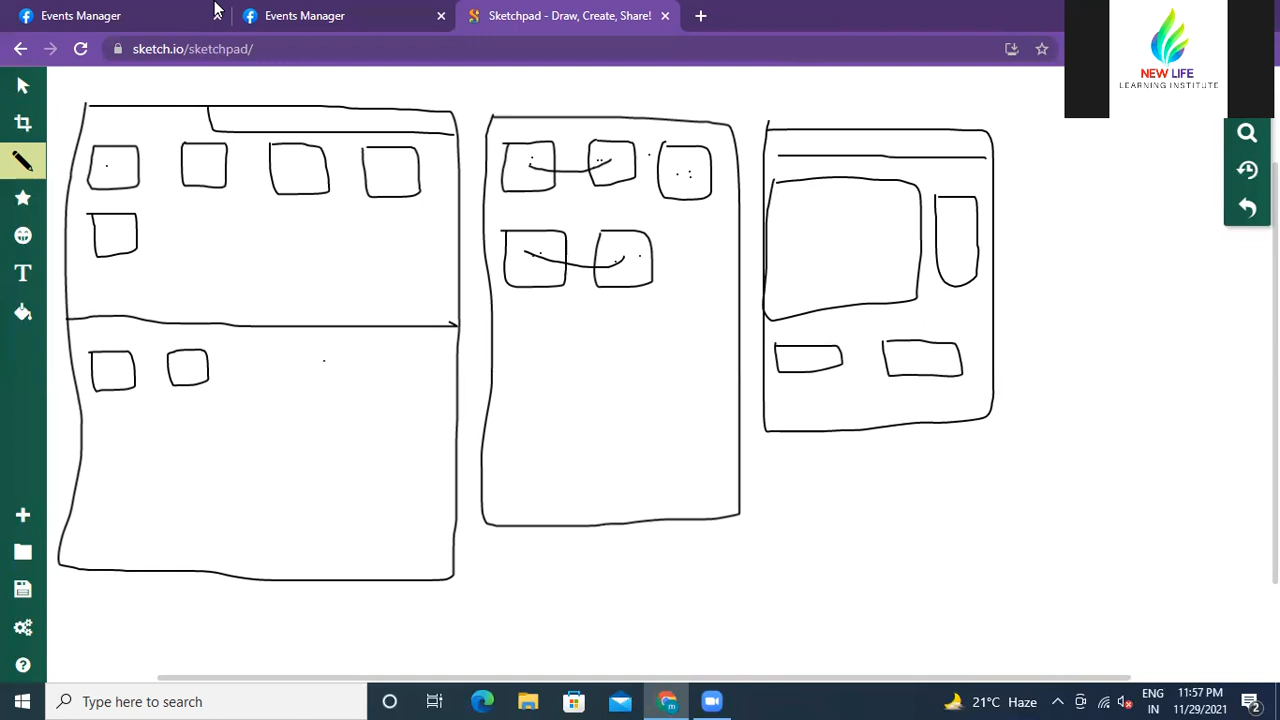 Events Manager
Events Manager
Sketchpad - Draw, Create, Share!
sketch.io/sketchpad/
NEW LIFE
LEARNING INSTITUTE
T
Type here to search
21°C Haze
ENG
IN
11:57 PM
11/29/2021
2